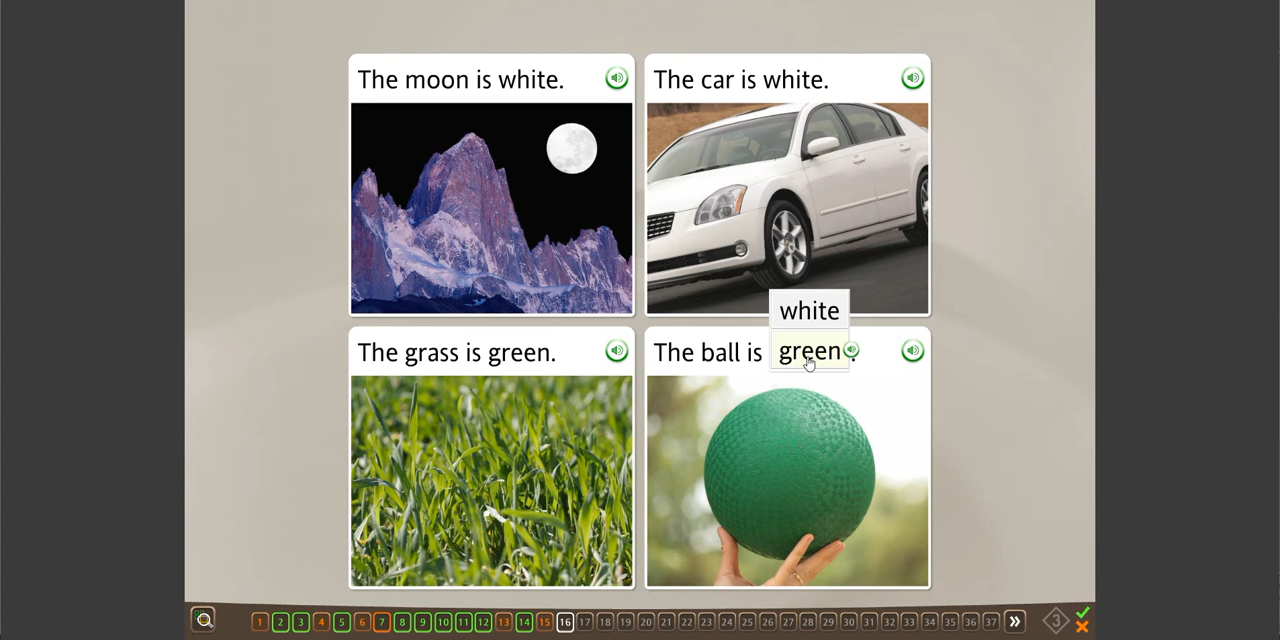 The moon is white.
The car is white.
white
The grass is green.
The ball is green.
1 2 3 4 5 6 7 8 9 10 11 12 13 14 15 16 17 18 19 20 21 22 23 24 25 26 27 28 29 30 31 32 33 34 35 36 37 » 3